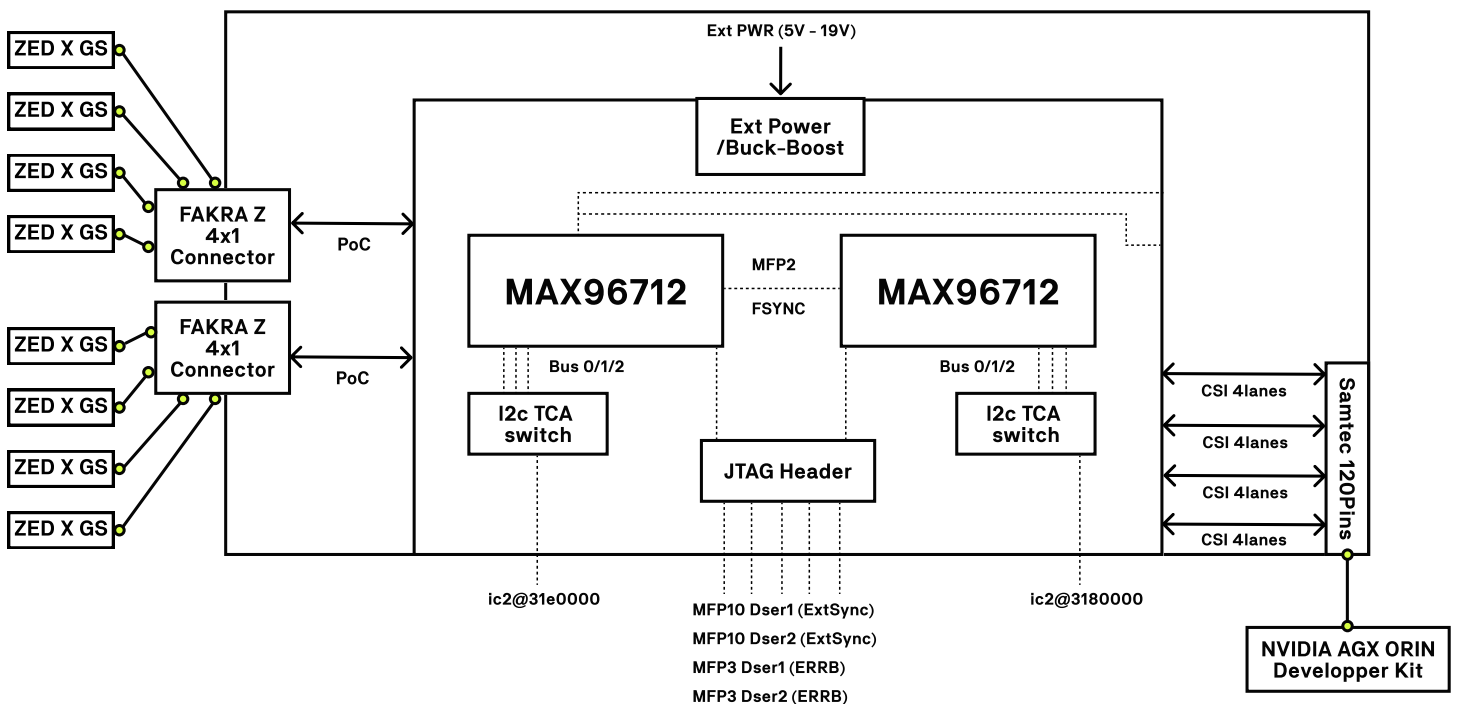 Ext PWR (5V - 19V)
ZED X GS
ZED X GS
ZED X GS
ZED X GS
FAKRA Z
4x1
Connector
PoC
Ext Power
/Buck-Boost
MAX96712
MFP2
FSYNC
MAX96712
ZED X GS
ZED X GS
ZED X GS
ZED X GS
FAKRA Z
4x1
Connector
PoC
Bus 0/1/2
Bus 0/1/2
I2c TCA
switch
I2c TCA
switch
JTAG Header
CSI 4lanes
CSI 4lanes
CSI 4lanes
CSI 4lanes
Samtec 120Pins
ic2@31e0000
ic2@3180000
MFP10 Dser1 (ExtSync)
MFP10 Dser2 (ExtSync)
MFP3 Dser1 (ERRB)
MFP3 Dser2 (ERRB)
NVIDIA AGX ORIN
Developper Kit